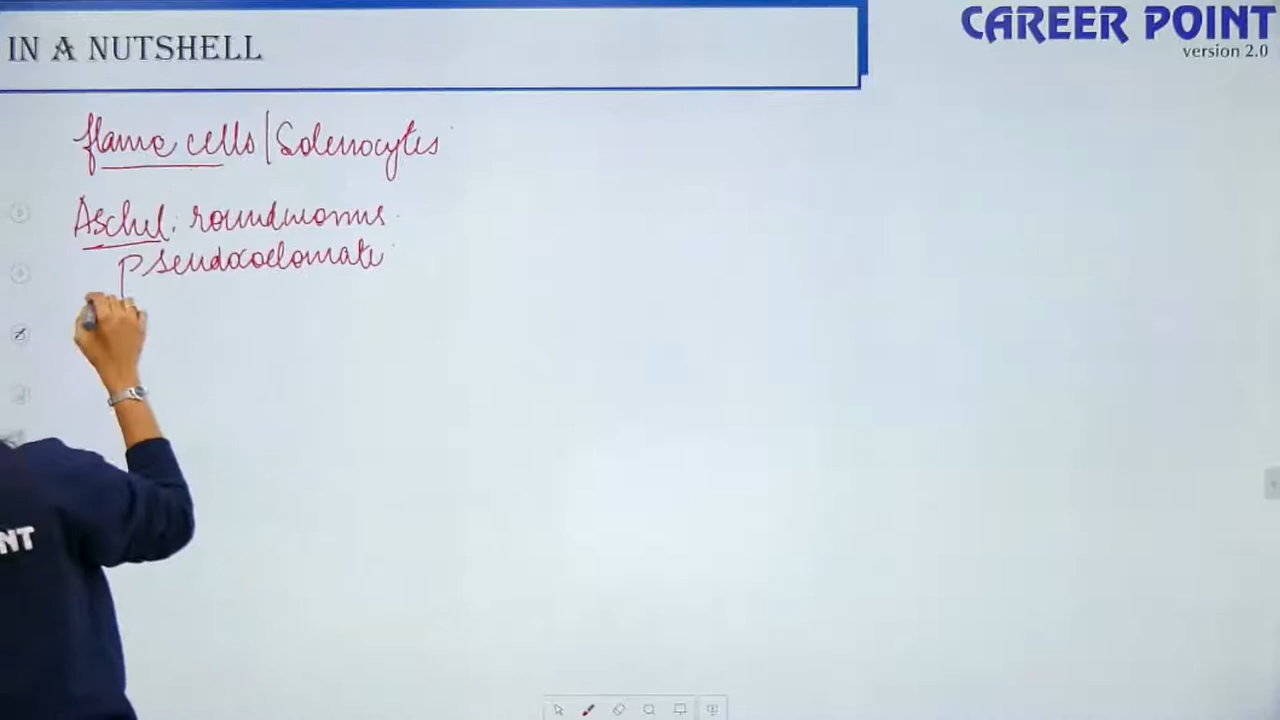 IN A NUTSHELL
CAREER POINT
version 2.0
flame cells | Solenocytes
Aschel: roundworms
pseudocoelomate
NT